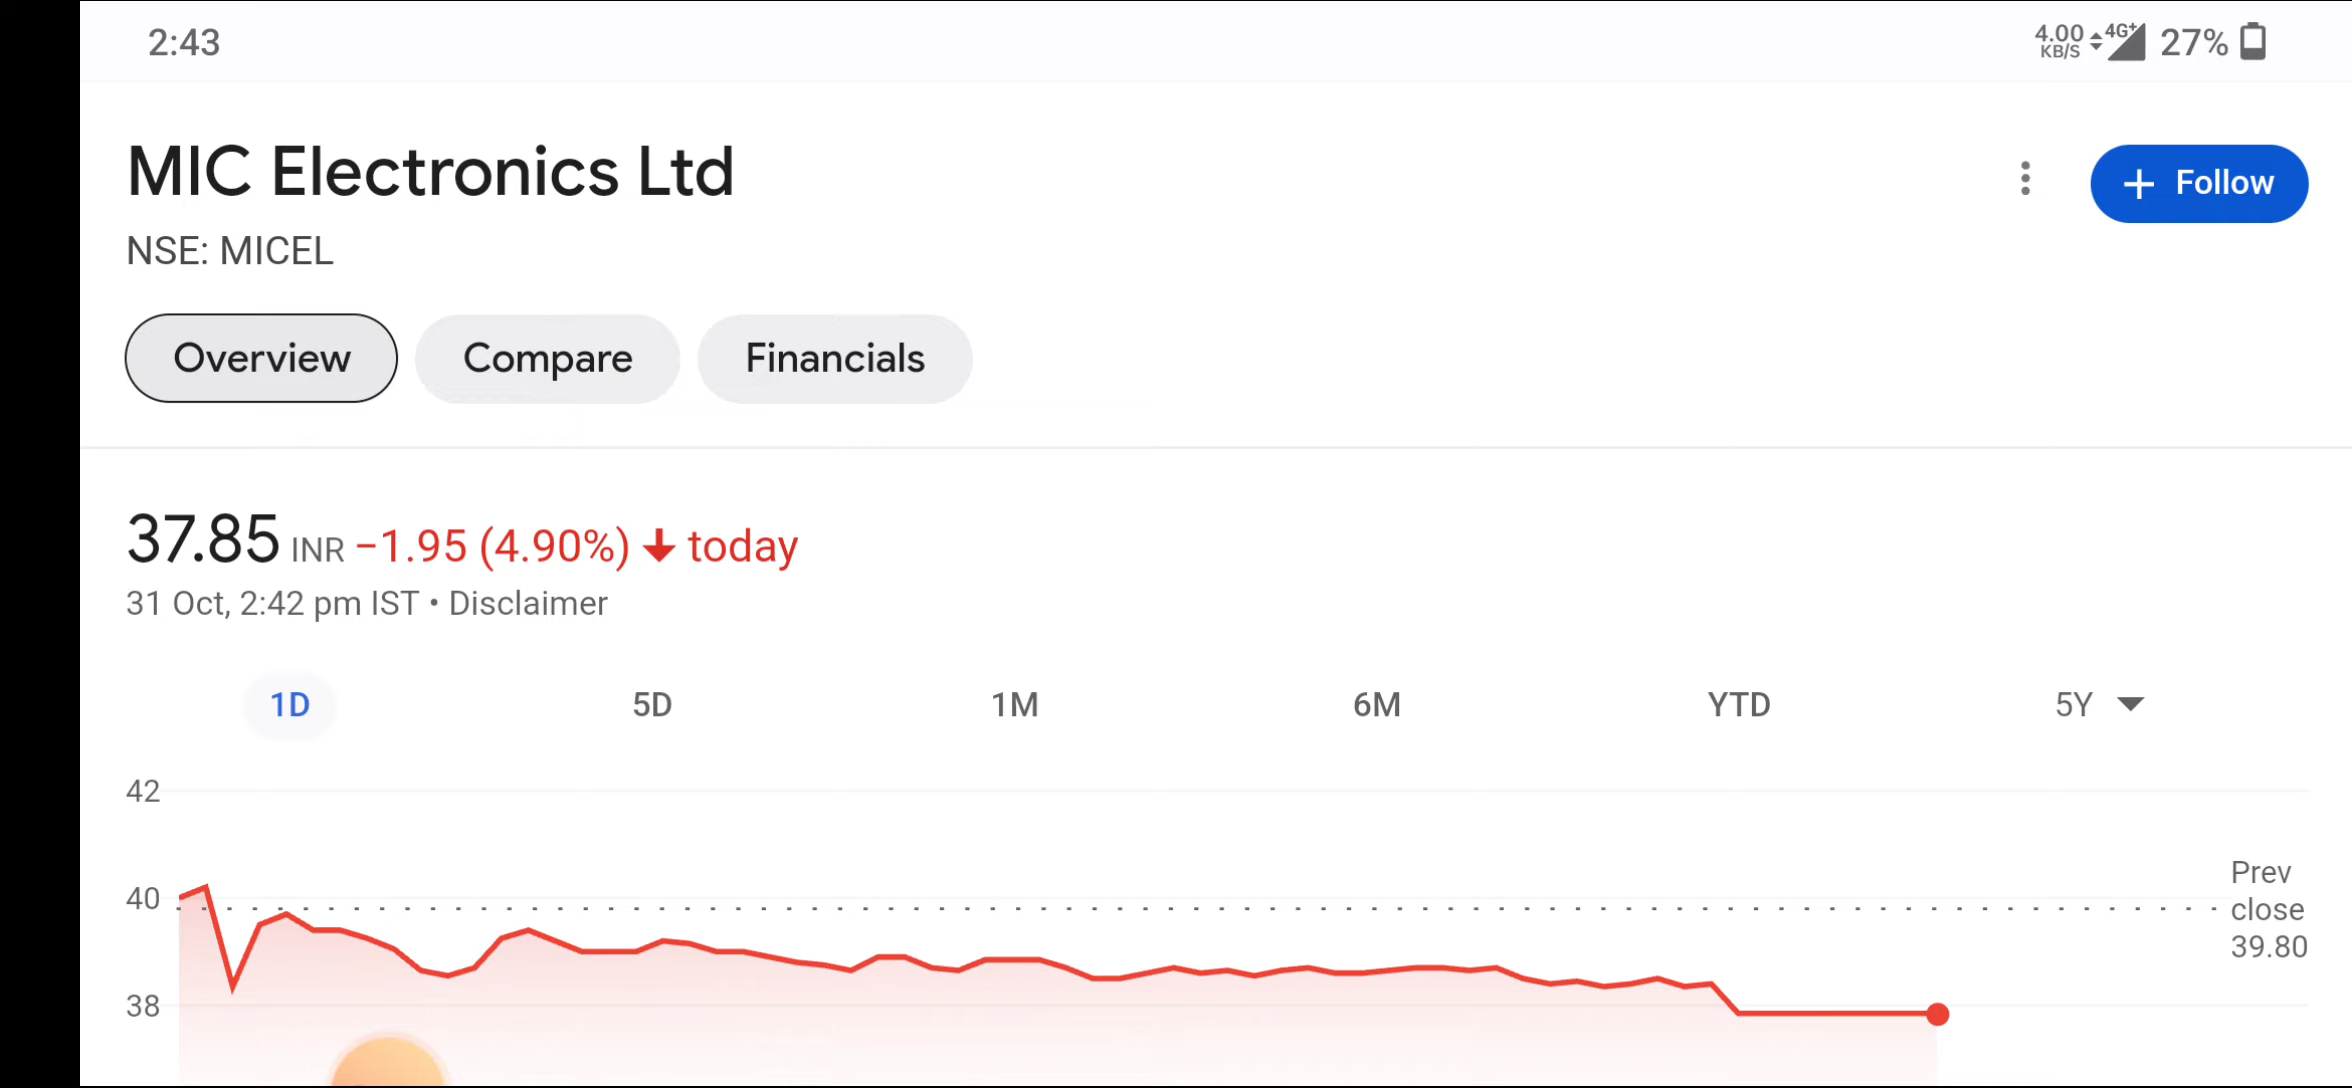 2:43
4.00 KB/S 4G+ 27%
MIC Electronics Ltd
+ Follow
NSE: MICEL
Overview Compare Financials
37.85 INR −1.95 (4.90%) ↓ today
31 Oct, 2:42 pm IST • Disclaimer
1D 5D 1M 6M YTD 5Y
42
40
38
Prev
close
39.80